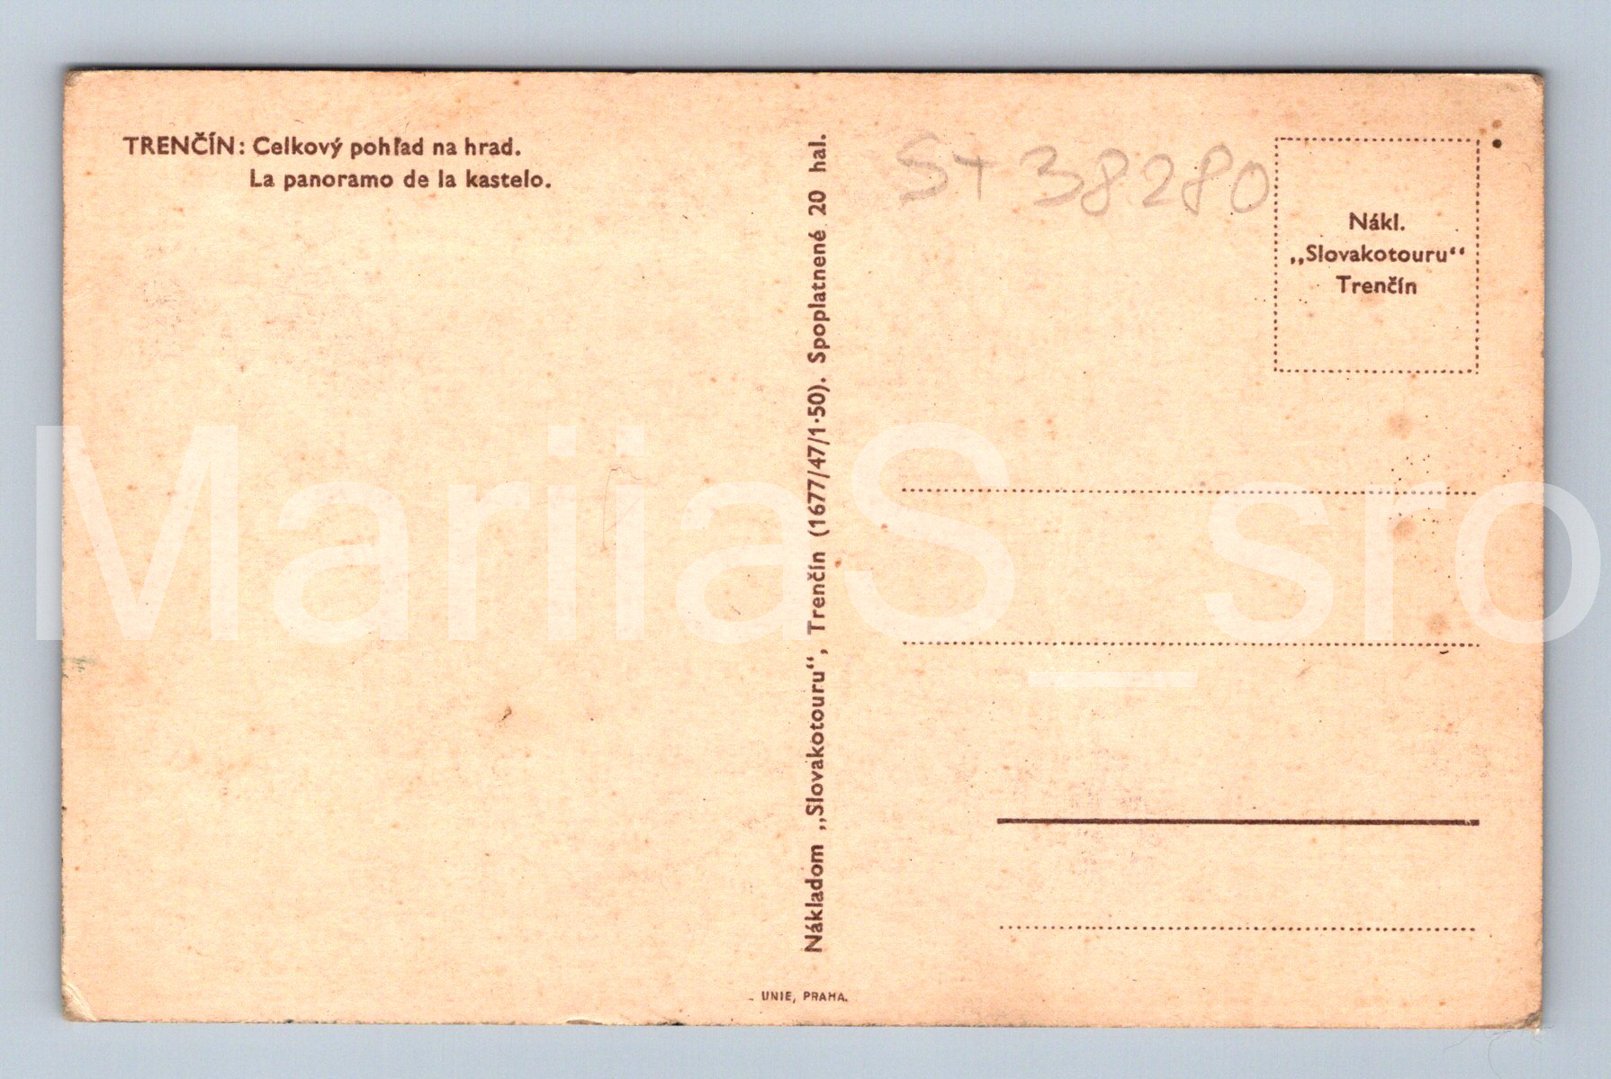 TRENČÍN: Celkový pohľad na hrad.
La panoramo de la kastelo.
Nákladom „Slovakotouru“, Trenčín (1677/47/1·50). Spoplatnené 20 hal.
St 38280
Nákl.
„Slovakotouru“
Trenčín
UNIE, PRAHA.
MariiaS_sro